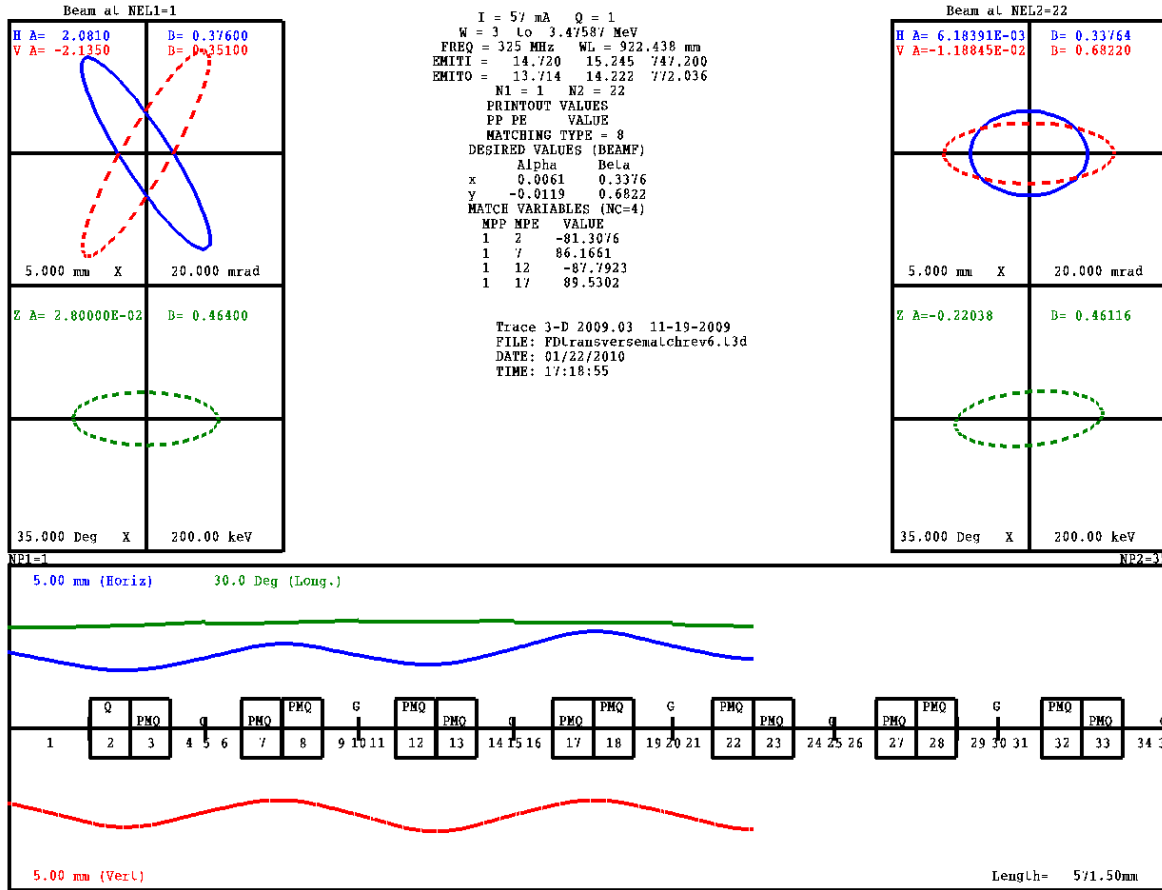 Beam at NEL1=1
H A= 2.0810 B= 0.37600
V A= -2.1350 B= 0.35100
5.000 mm X 20.000 mrad
Z A= 2.80000E-02 B= 0.46400
35.000 Deg X 200.00 keV
NP1=1
I = 57 mA Q = 1
W = 3 to 3.47587 MeV
FREQ = 325 MHz WL = 922.438 mm
EMITI = 14.720 15.245 747.200
EMITO = 13.714 14.222 772.036
N1 = 1 N2 = 22
PRINTOUT VALUES
PP PE VALUE
MATCHING TYPE = 8
DESIRED VALUES (BEAMF)
Alpha Beta
x 0.0061 0.3376
y -0.0119 0.6822
MATCH VARIABLES (NC=4)
MPP MPE VALUE
1 2 -81.3076
1 7 86.1661
1 12 -87.7923
1 17 89.5302
Trace 3-D 2009.03 11-19-2009
FILE: FDtransversematchrev6.t3d
DATE: 01/22/2010
TIME: 17:18:55
Beam at NEL2=22
H A= 6.18391E-03 B= 0.33764
V A=-1.18845E-02 B= 0.68220
5.000 mm X 20.000 mrad
Z A=-0.22038 B= 0.46116
35.000 Deg X 200.00 keV
5.00 mm (Horiz) 30.0 Deg (Long.)
Q PMQ G PMQ PMQ G PMQ PMQ G PMQ
PMQ G PMQ PMQ G PMQ PMQ G PMQ PMQ
1 2 3 4 5 6 7 8 9 10 11 12 13 14 15 16 17 18 19 20 21 22 23 24 25 26 27 28 29 30 31 32 33 34
5.00 mm (Vert) Length= 571.50mm